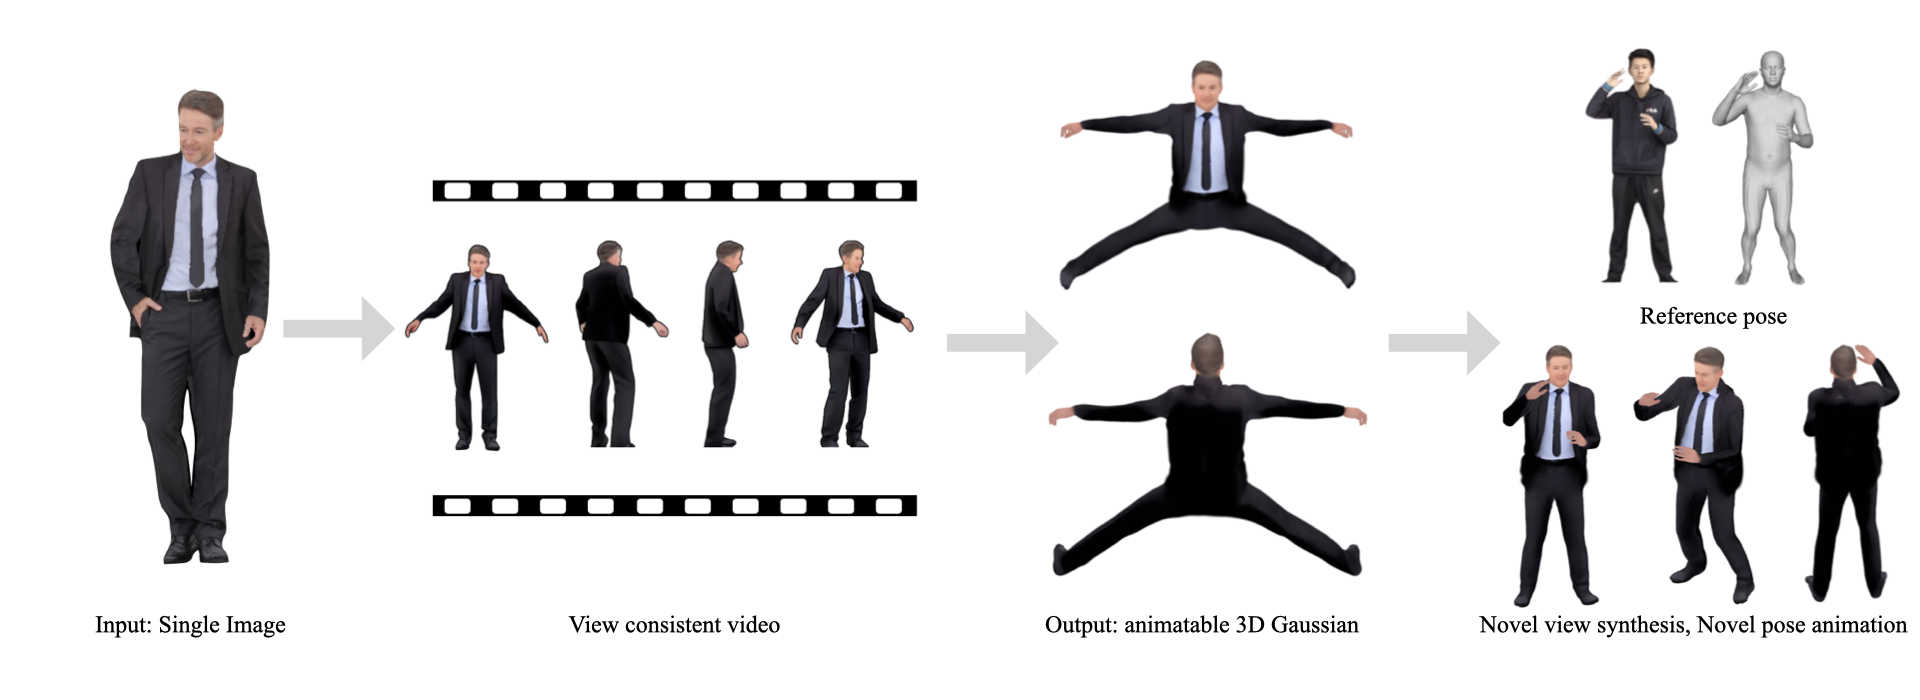 Reference pose
Input: Single Image
View consistent video
Output: animatable 3D Gaussian
Novel view synthesis, Novel pose animation